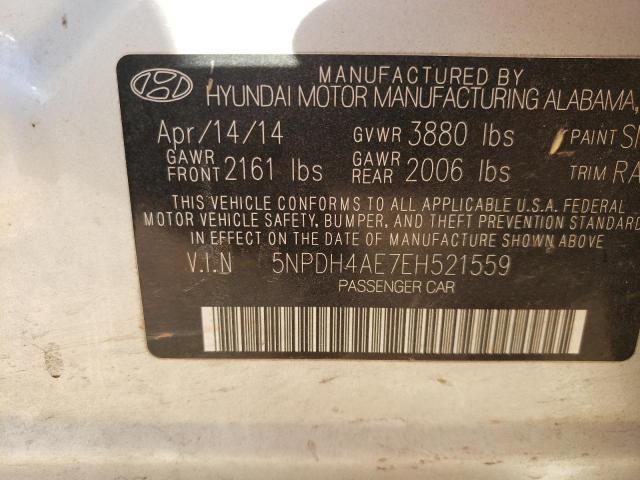 MANUFACTURED BY
HYUNDAI MOTOR MANUFACTURING ALABAMA,
Apr/14/14 GVWR 3880 lbs PAINT
GAWR FRONT 2161 lbs GAWR REAR 2006 lbs TRIM RA
THIS VEHICLE CONFORMS TO ALL APPLICABLE U.S.A. FEDERAL
MOTOR VEHICLE SAFETY, BUMPER, AND THEFT PREVENTION STANDARD
IN EFFECT ON THE DATE OF MANUFACTURE SHOWN ABOVE
V.I.N 5NPDH4AE7EH521559
PASSENGER CAR